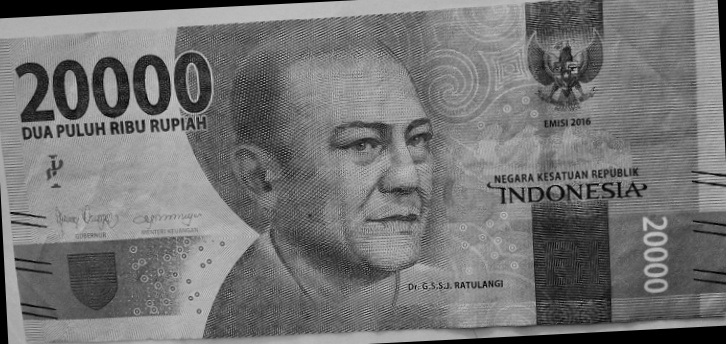 20000
DUA PULUH RIBU RUPIAH
EMISI 2016
NEGARA KESATUAN REPUBLIK
INDONESIA
GUBERNUR
MENTERI KEUANGAN
Dr. G.S.S.J. RATULANGI
20000